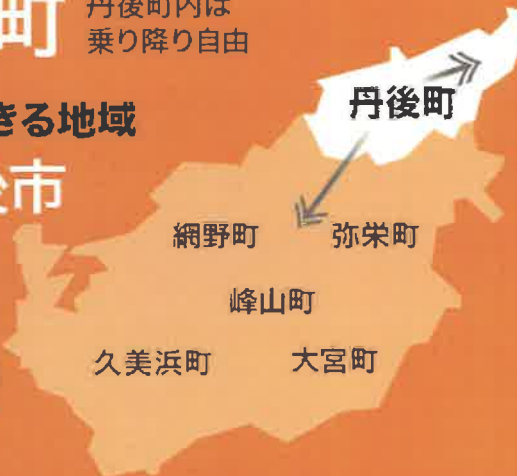 町
丹後町内は
乗り降り自由
きる地域
市
丹後町
網野町
弥栄町
峰山町
久美浜町
大宮町